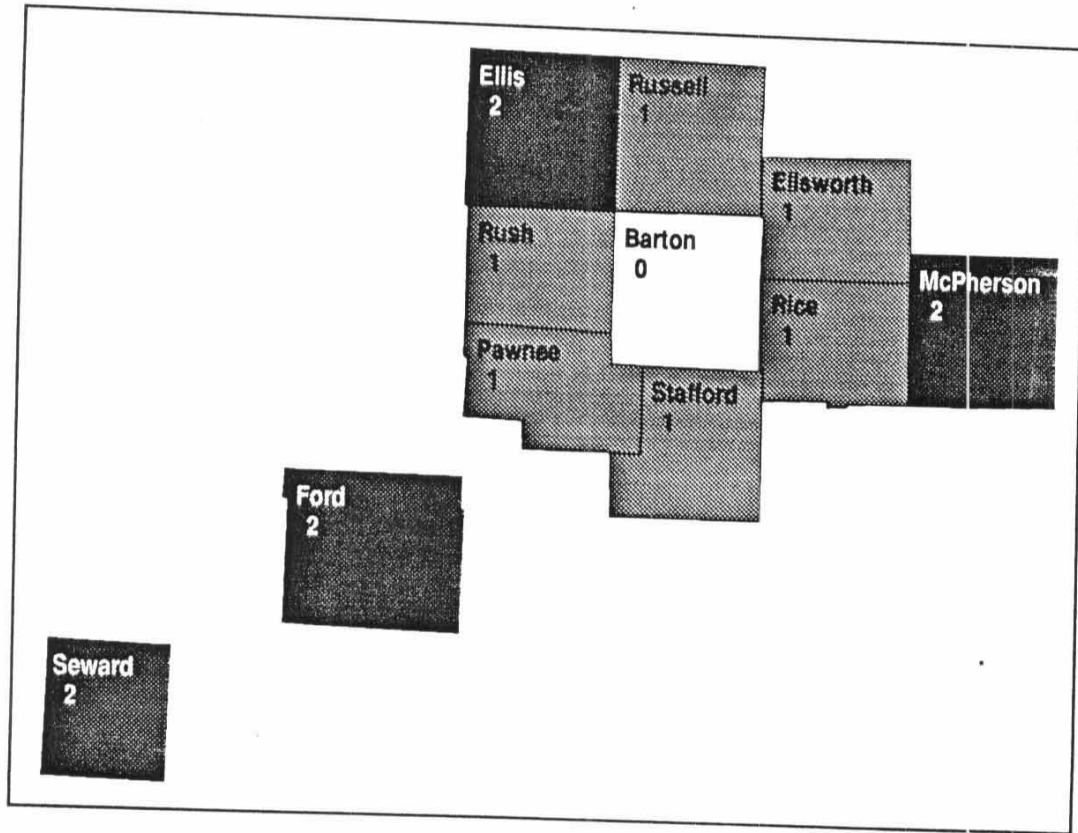 Ellis
2
Russell
1
Ellsworth
1
Rush
1
Barton
0
McPherson
2
Rice
1
Pawnee
1
Stafford
1
Ford
2
Seward
2